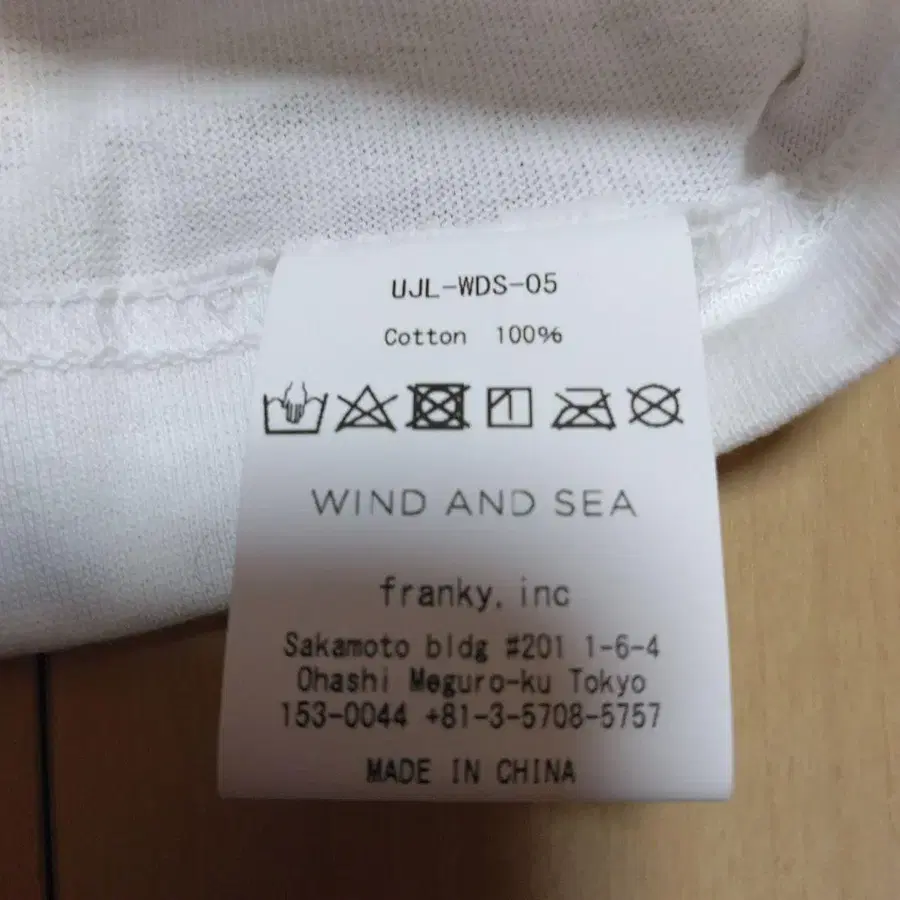 UJL-WDS-05
Cotton 100%
WIND AND SEA
franky, inc
Sakamoto bldg #201 1-6-4
Ohashi Meguro-ku Tokyo
153-0044 +81-3-5708-5757
MADE IN CHINA